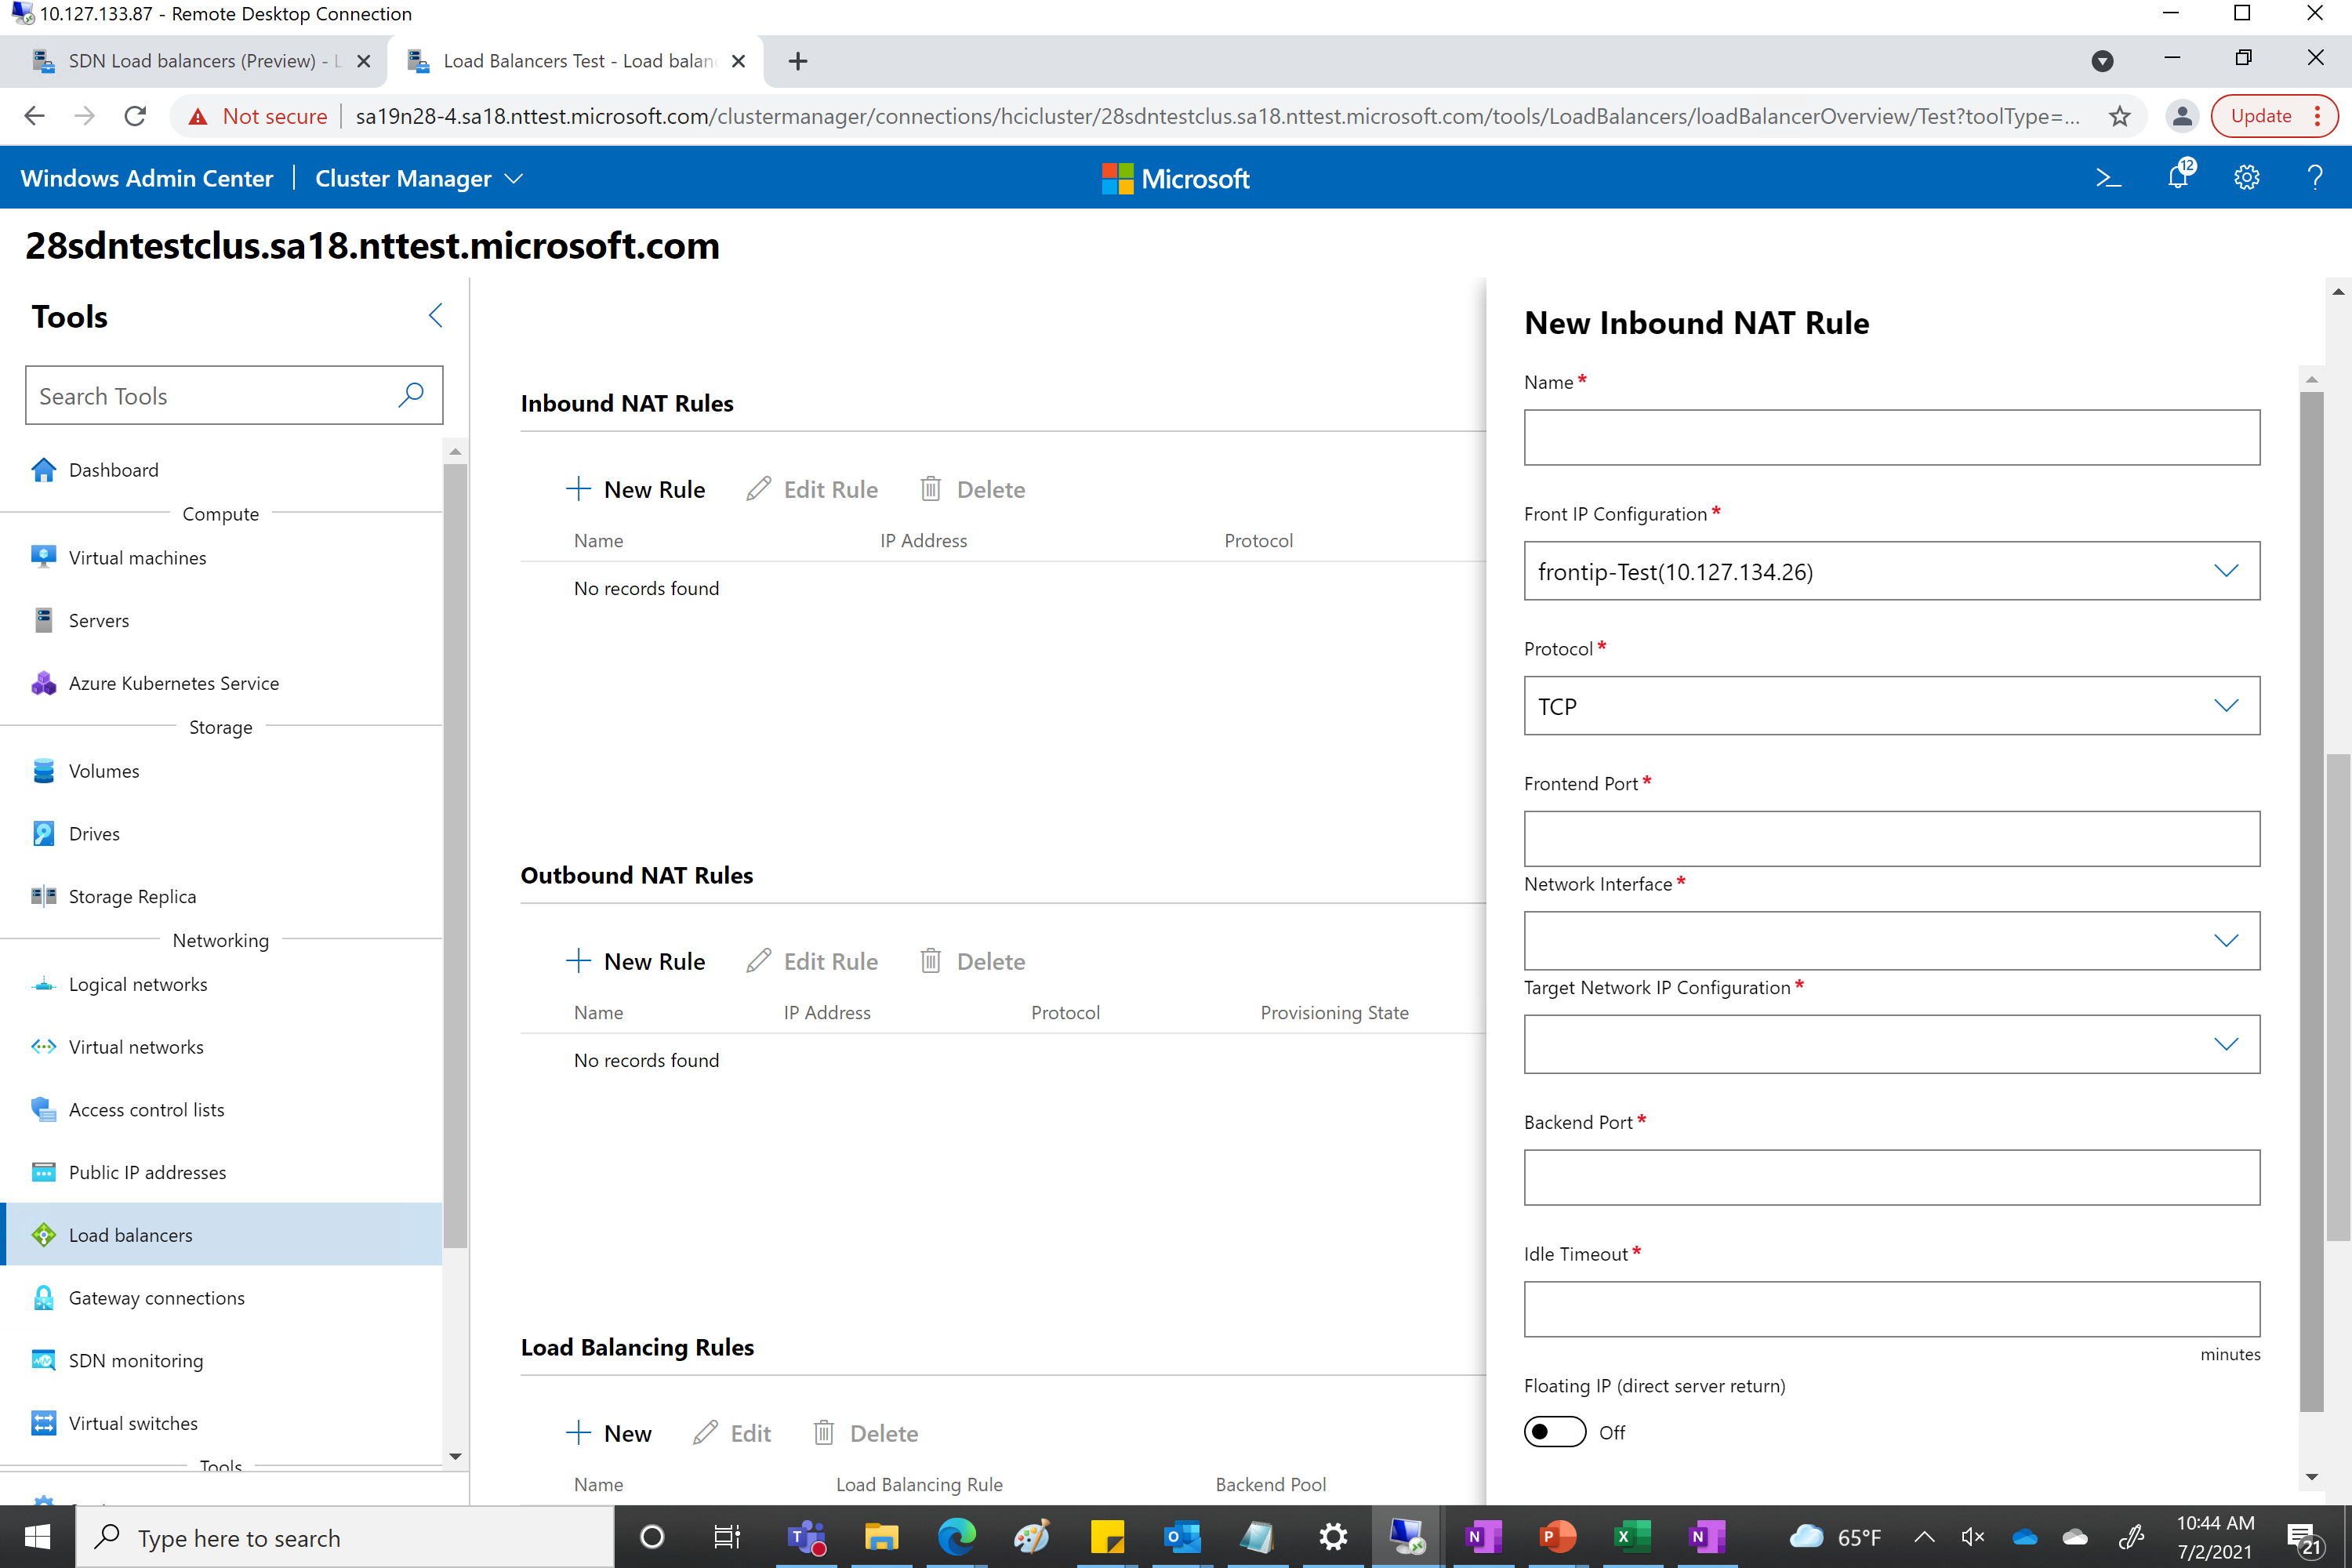 10.127.133.87 - Remote Desktop Connection
SDN Load balancers (Preview) - L
Load Balancers Test - Load balan
Not secure
sa19n28-4.sa18.nttest.microsoft.com/clustermanager/connections/hcicluster/28sdntestclus.sa18.nttest.microsoft.com/tools/LoadBalancers/loadBalancerOverview/Test?toolType=...
Update
Windows Admin Center
Cluster Manager
Microsoft
12
28sdntestclus.sa18.nttest.microsoft.com
Tools
Search Tools
Dashboard
Compute
Virtual machines
Servers
Azure Kubernetes Service
Storage
Volumes
Drives
Storage Replica
Networking
Logical networks
Virtual networks
Access control lists
Public IP addresses
Load balancers
Gateway connections
SDN monitoring
Virtual switches
Tools
Inbound NAT Rules
New Rule Edit Rule Delete
Name IP Address Protocol
No records found
Outbound NAT Rules
New Rule Edit Rule Delete
Name IP Address Protocol Provisioning State
No records found
Load Balancing Rules
New Edit Delete
Name Load Balancing Rule Backend Pool
New Inbound NAT Rule
Name *
Front IP Configuration *
frontip-Test(10.127.134.26)
Protocol *
TCP
Frontend Port *
Network Interface *
Target Network IP Configuration *
Backend Port *
Idle Timeout *
minutes
Floating IP (direct server return)
Off
Type here to search
65°F
10:44 AM
7/2/2021
21